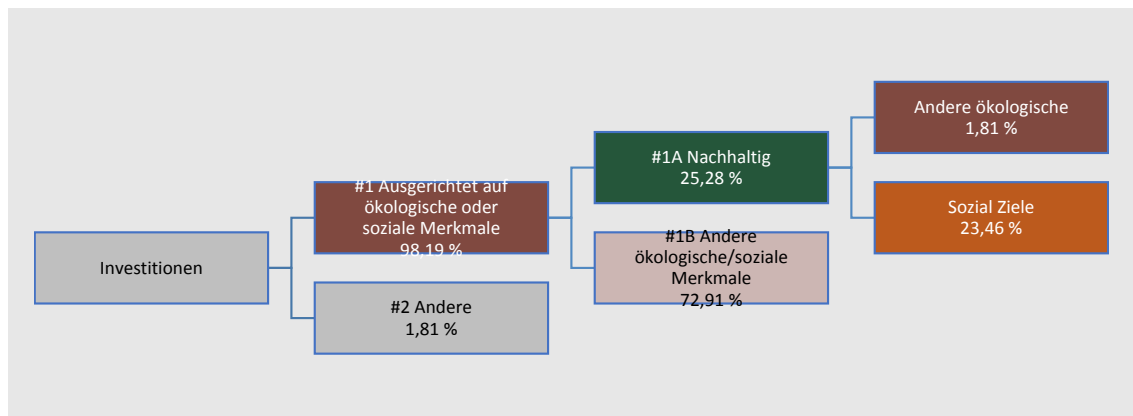 Investitionen
#1 Ausgerichtet auf
ökologische oder
soziale Merkmale
98,19 %
#2 Andere
1,81 %
#1A Nachhaltig
25,28 %
#1B Andere
ökologische/soziale
Merkmale
72,91 %
Andere ökologische
1,81 %
Sozial Ziele
23,46 %